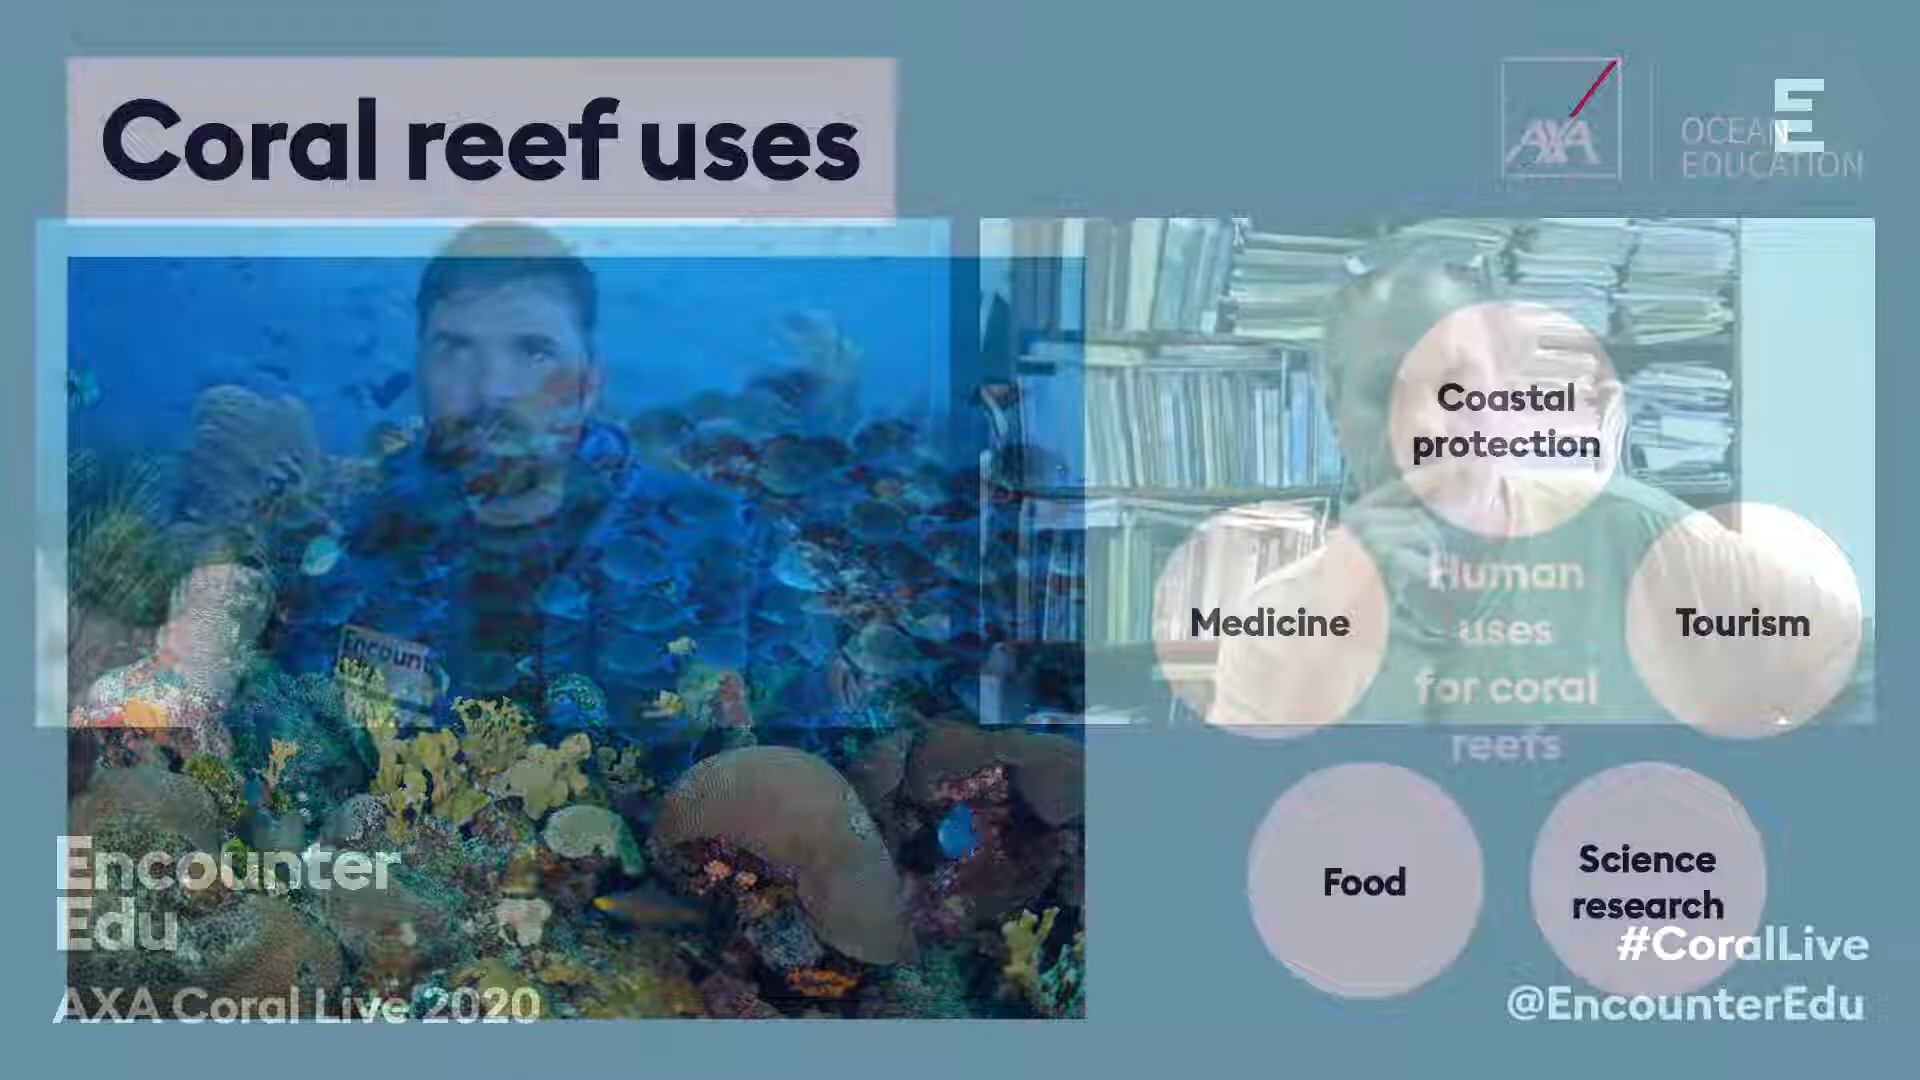 Coral reef uses
AXA
OCEAN
EDUCATION
E
Coastal
protection
Medicine
Human
uses
for coral
reefs
Tourism
Food
Science
research
Encounter
Edu
AXA Coral Live 2020
#CoralLive
@EncounterEdu